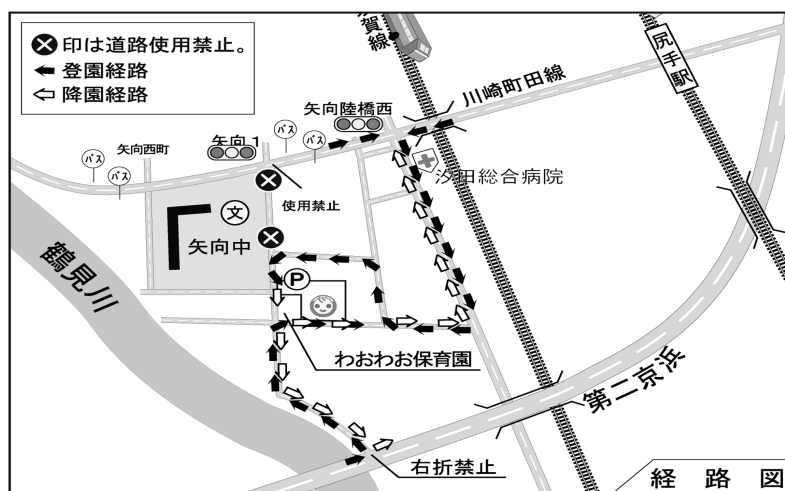 印は道路使用禁止。
登園経路
降園経路
賀線
尻手駅
川崎町田線
矢向陸橋西
矢向1
バス
バス
矢向西町
バス
バス
汐田総合病院
使用禁止
文
矢向中
鶴見川
P
わおわお保育園
第二京浜
右折禁止
経路図